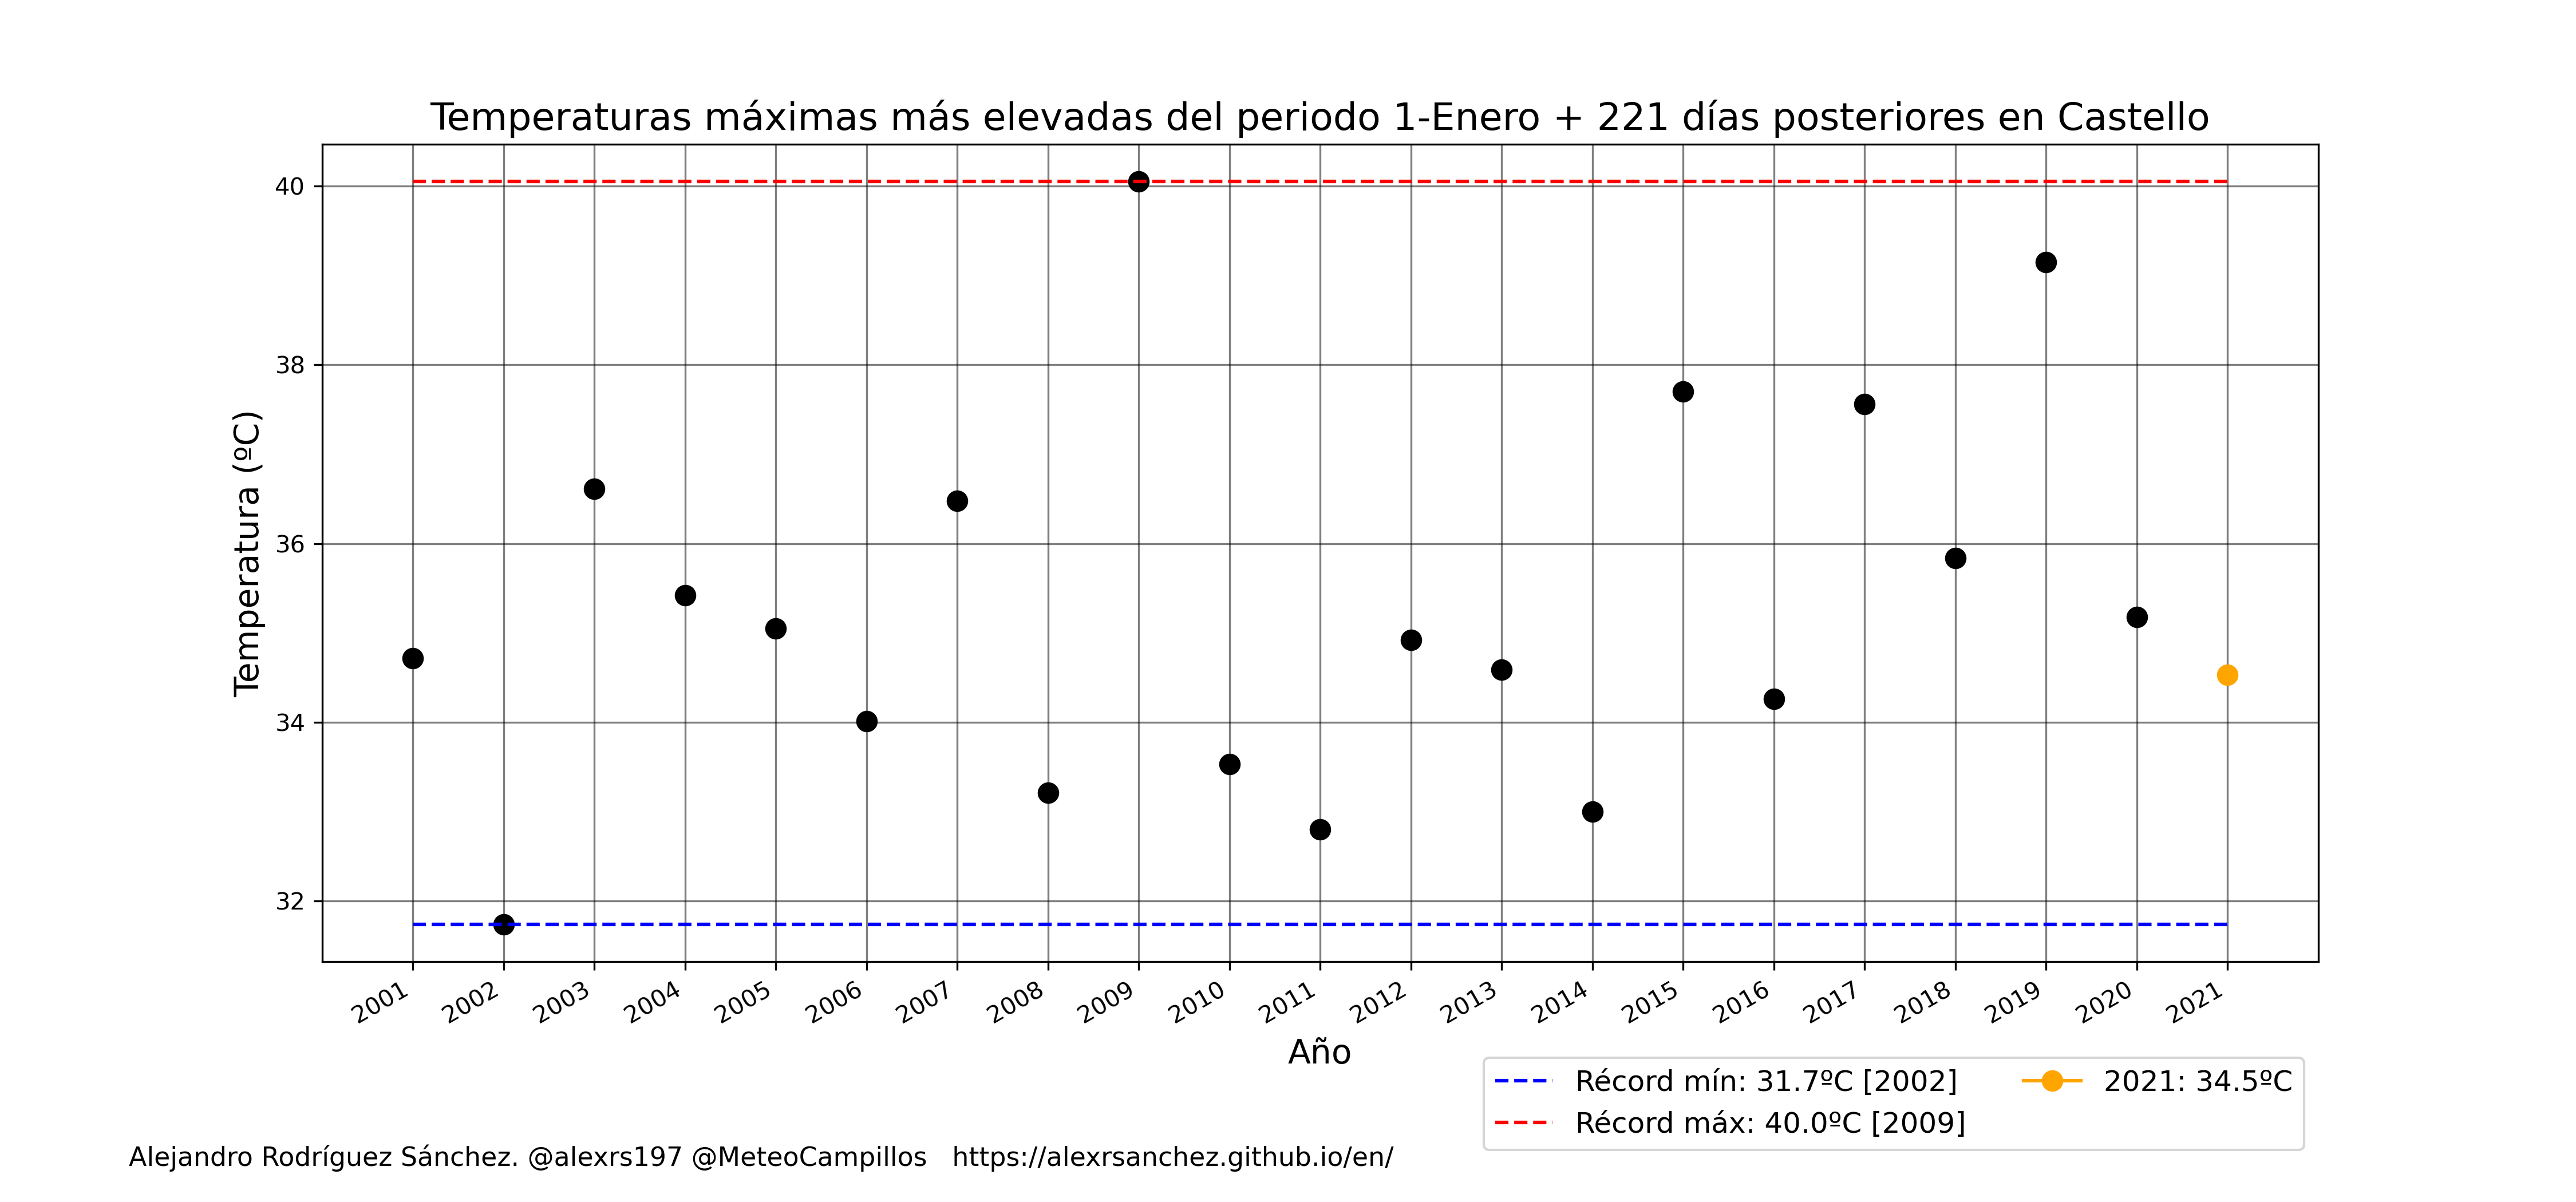 Temperaturas máximas más elevadas del periodo 1-Enero + 221 días posteriores en Castello
Temperatura (ºC)
40
38
36
34
32
2001 2002 2003 2004 2005 2006 2007 2008 2009 2010 2011 2012 2013 2014 2015 2016 2017 2018 2019 2020 2021
Año
Récord mín: 31.7ºC [2002]
Récord máx: 40.0ºC [2009]
2021: 34.5ºC
Alejandro Rodríguez Sánchez. @alexrs197 @MeteoCampillos https://alexrsanchez.github.io/en/